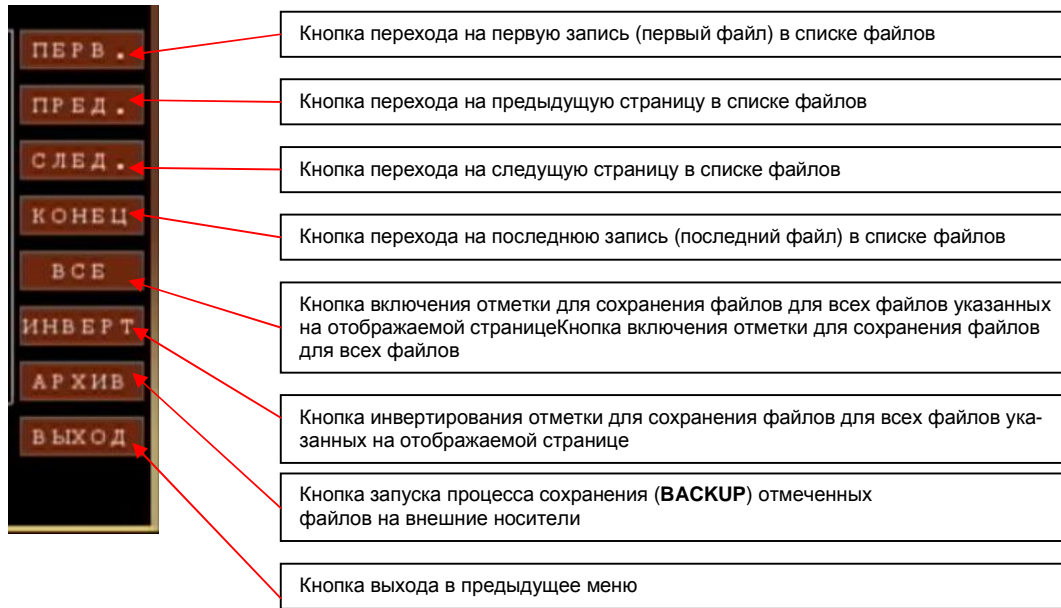 ПЕРВ.
Кнопка перехода на первую запись (первый файл) в списке файлов
ПРЕД.
Кнопка перехода на предыдущую страницу в списке файлов
СЛЕД.
Кнопка перехода на следущую страницу в списке файлов
КОНЕЦ
Кнопка перехода на последнюю запись (последний файл) в списке файлов
ВСЕ
Кнопка включения отметки для сохранения файлов для всех файлов указанных
на отображаемой страницеКнопка включения отметки для сохранения файлов
для всех файлов
ИНВЕРТ
Кнопка инвертирования отметки для сохранения файлов для всех файлов ука-
занных на отображаемой странице
АРХИВ
Кнопка запуска процесса сохранения (BACKUP) отмеченных
файлов на внешние носители
ВЫХОД
Кнопка выхода в предыдущее меню